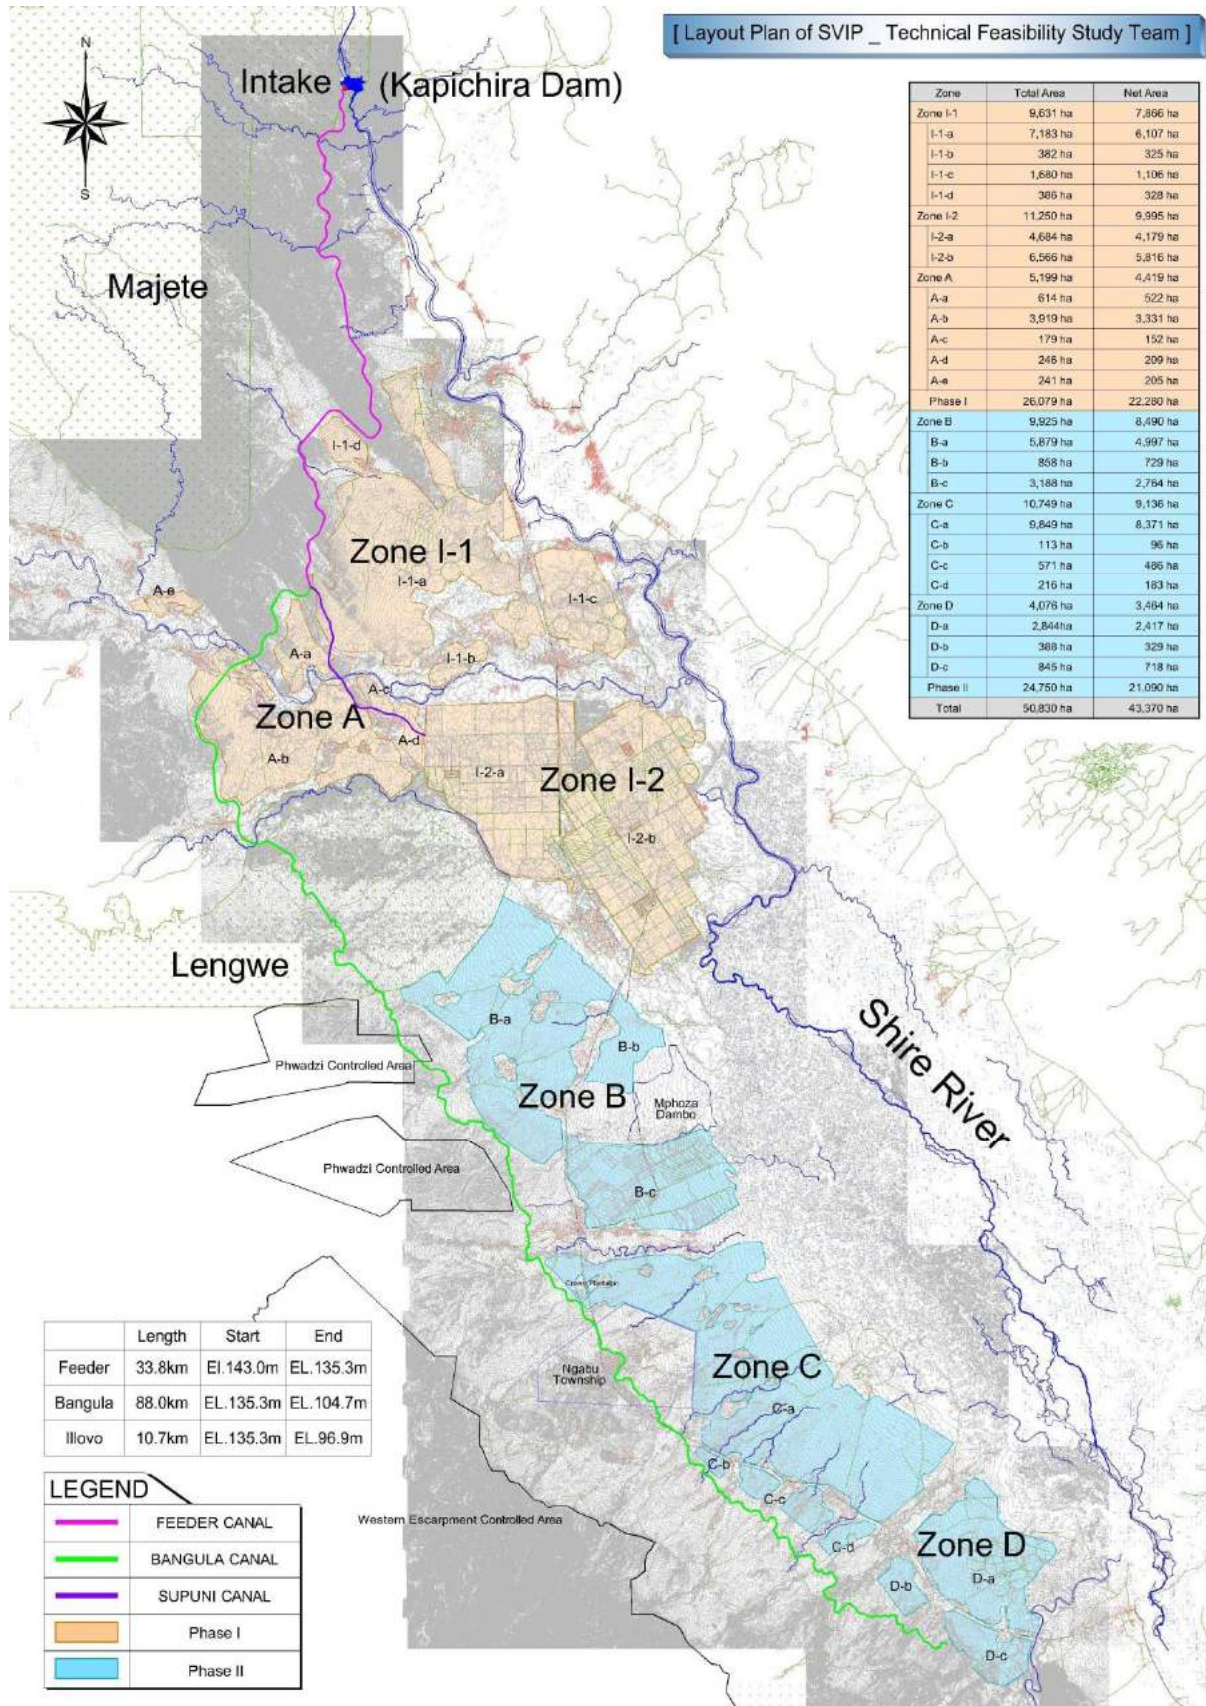 [ Layout Plan of SVIP _ Technical Feasibility Study Team ]
N
S
Intake
(Kapichira Dam)
Zone Total Area Net Area
Zone I-1 9,631 ha 7,866 ha
I-1-a 7,183 ha 6,107 ha
I-1-b 382 ha 325 ha
I-1-c 1,680 ha 1,106 ha
I-1-d 386 ha 328 ha
Zone I-2 11,250 ha 9,995 ha
I-2-a 4,684 ha 4,179 ha
I-2-b 6,566 ha 5,816 ha
Zone A 5,199 ha 4,419 ha
A-a 614 ha 522 ha
A-b 3,919 ha 3,331 ha
A-c 179 ha 152 ha
A-d 246 ha 209 ha
A-e 241 ha 205 ha
Phase I 26,079 ha 22,280 ha
Zone B 9,925 ha 8,490 ha
B-a 5,879 ha 4,997 ha
B-b 858 ha 729 ha
B-c 3,188 ha 2,764 ha
Zone C 10,749 ha 9,136 ha
C-a 9,849 ha 8,371 ha
C-b 113 ha 96 ha
C-c 571 ha 486 ha
C-d 216 ha 183 ha
Zone D 4,076 ha 3,464 ha
D-a 2,844ha 2,417 ha
D-b 388 ha 329 ha
D-c 845 ha 718 ha
Phase II 24,750 ha 21,090 ha
Total 50,830 ha 43,370 ha
Majete
I-1-d
Zone I-1
I-1-a
I-1-c
A-e
A-a
I-1-b
A-c
Zone A
A-d
A-b
I-2-a
Zone I-2
I-2-b
Lengwe
Shire River
B-a
B-b
Phwadzi Controlled Area
Zone B
Mphoza
Dambo
Phwadzi Controlled Area
B-c
Zone C
Ngabu
Township
C-a
C-b
C-c
C-d
Western Escarpment Controlled Area
Zone D
D-a
D-b
D-c
Length Start End
Feeder 33.8km El.143.0m EL.135.3m
Bangula 88.0km EL.135.3m EL.104.7m
Illovo 10.7km EL.135.3m EL.96.9m
LEGEND
FEEDER CANAL
BANGULA CANAL
SUPUNI CANAL
Phase I
Phase II